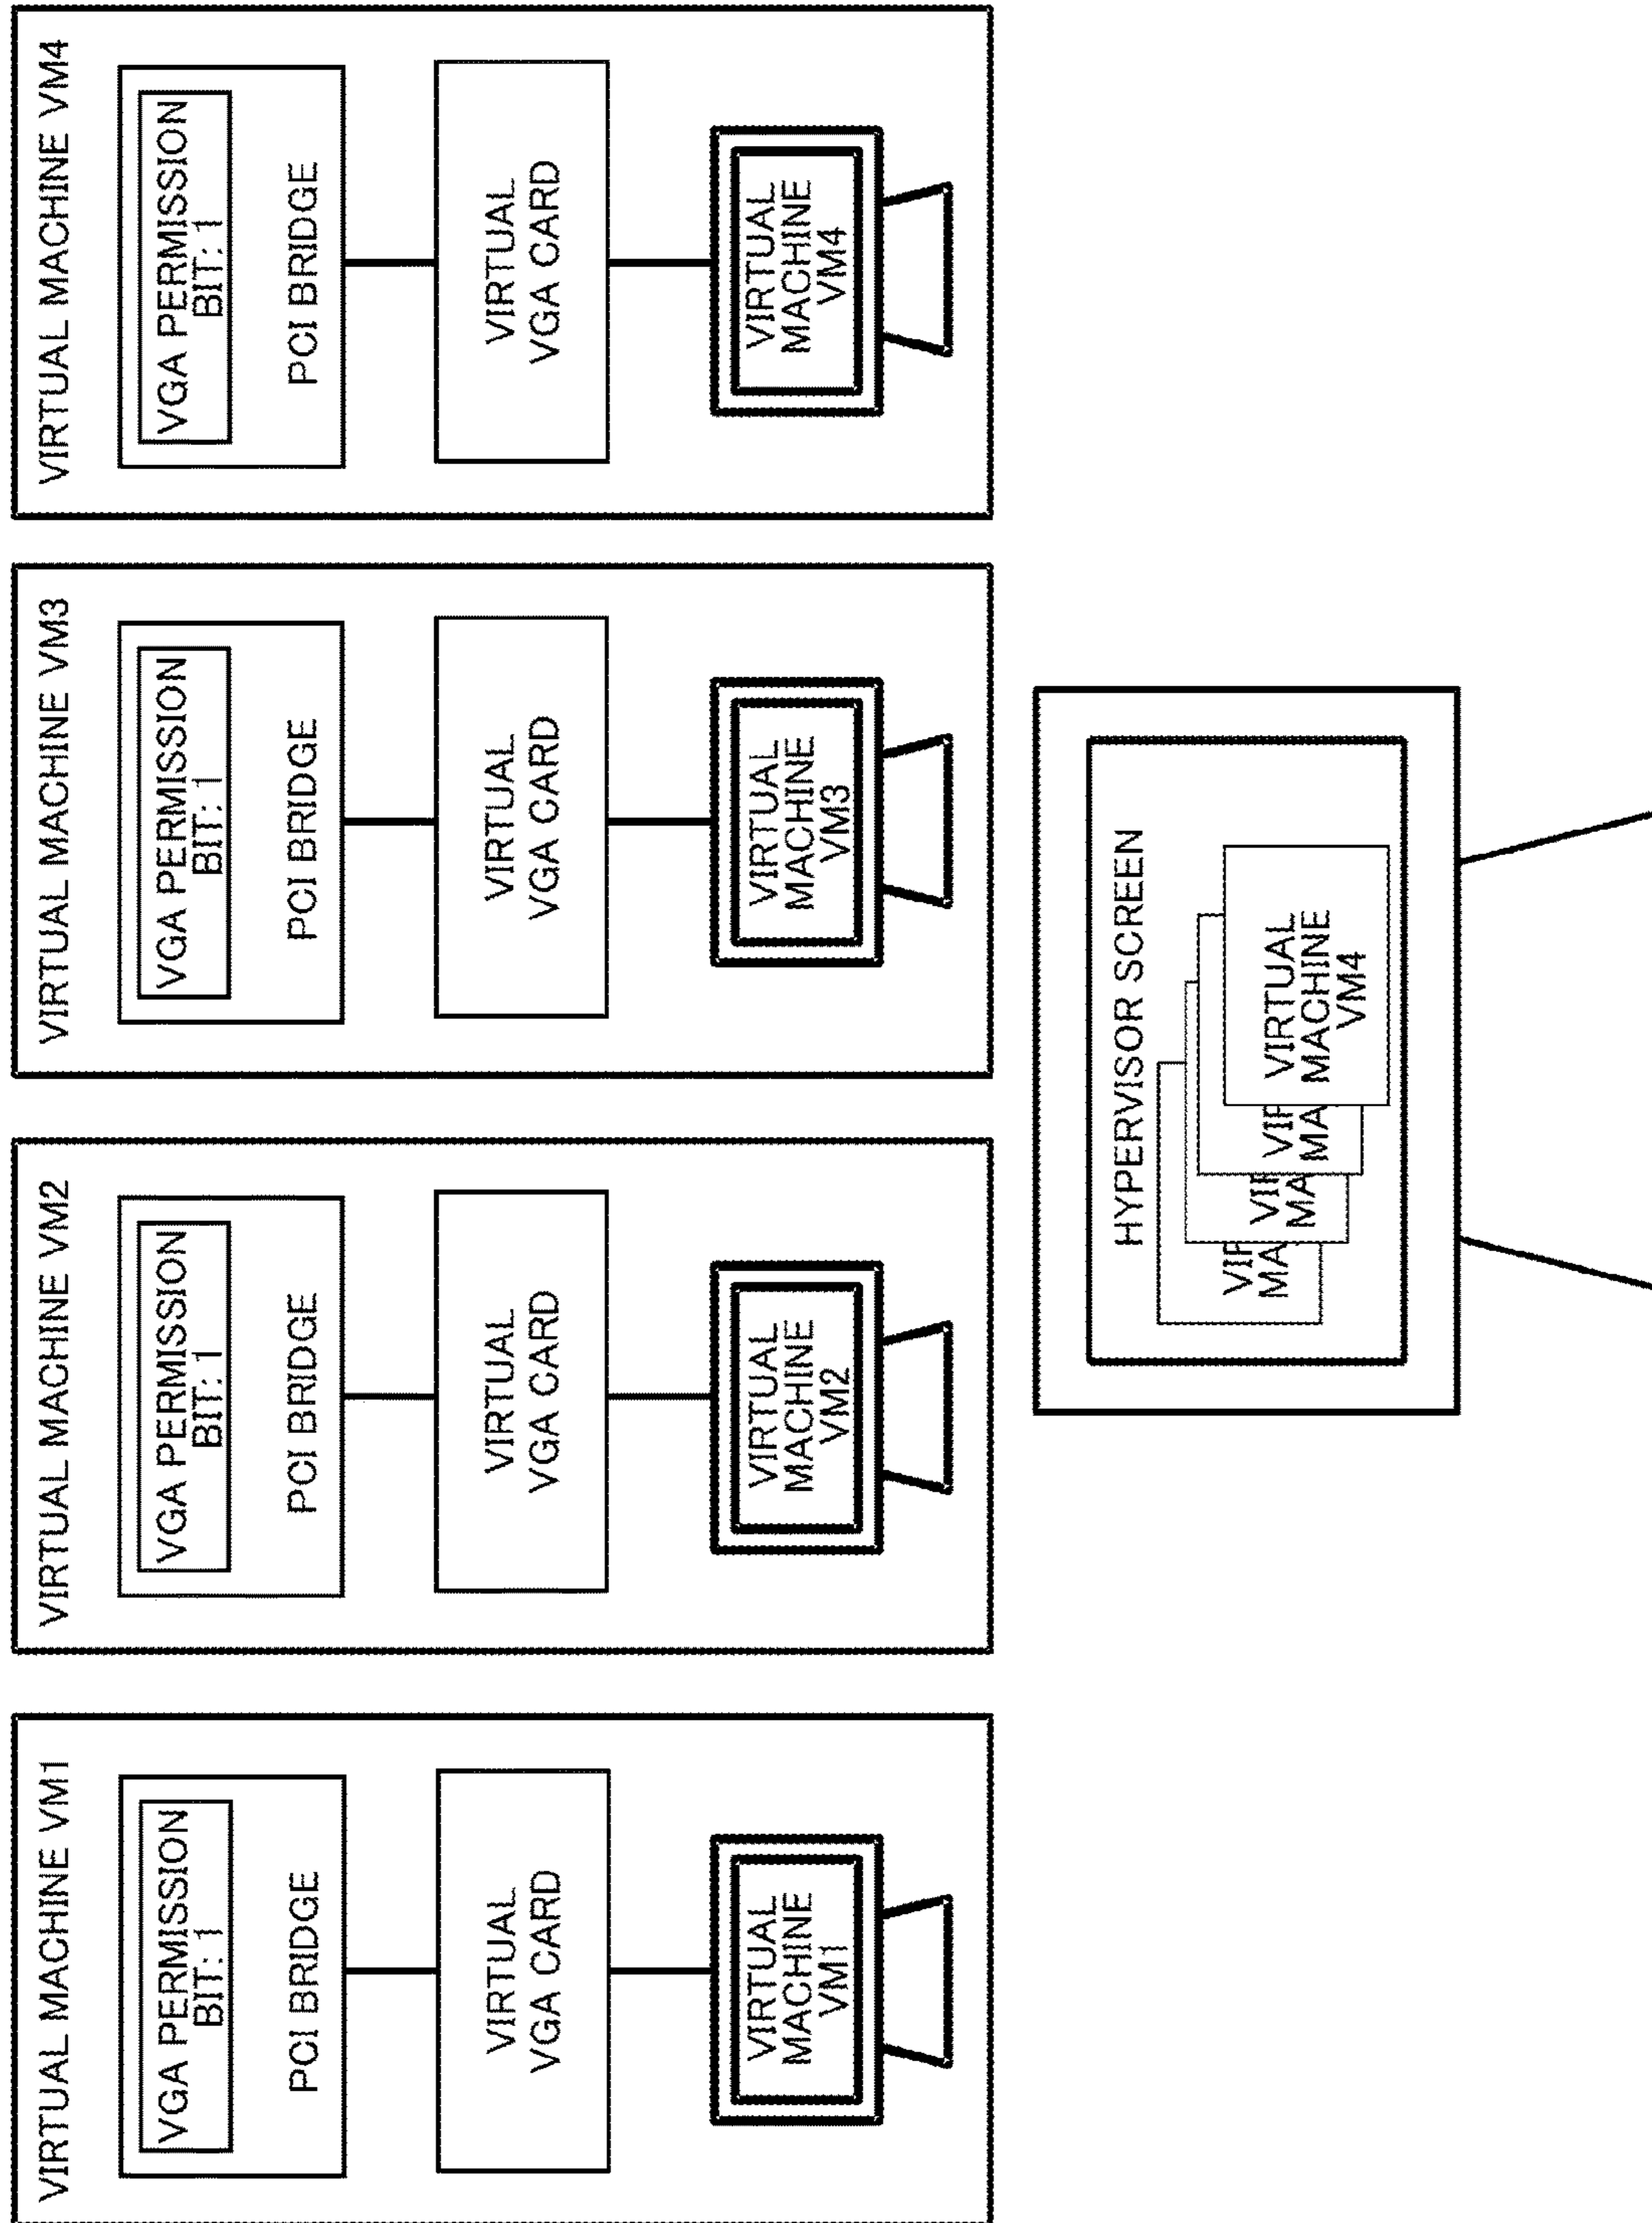 VIRTUAL MACHINE VM1
VGA PERMISSION
BIT: 1
PCI BRIDGE
VIRTUAL
VGA CARD
VIRTUAL
MACHINE
VM1
VIRTUAL MACHINE VM2
VGA PERMISSION
BIT: 1
PCI BRIDGE
VIRTUAL
VGA CARD
VIRTUAL
MACHINE
VM2
VIRTUAL MACHINE VM3
VGA PERMISSION
BIT: 1
PCI BRIDGE
VIRTUAL
VGA CARD
VIRTUAL
MACHINE
VM3
VIRTUAL MACHINE VM4
VGA PERMISSION
BIT: 1
PCI BRIDGE
VIRTUAL
VGA CARD
VIRTUAL
MACHINE
VM4
HYPERVISOR SCREEN
VIRTUAL
MACHINE
VM4